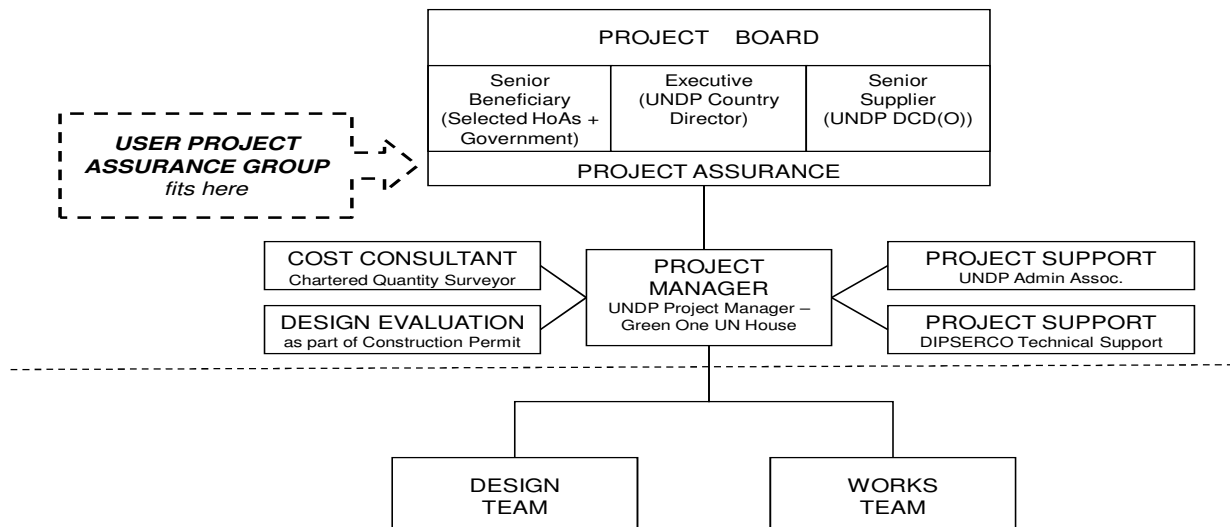 PROJECT BOARD
Senior
Beneficiary
(Selected HoAs +
Government)
Executive
(UNDP Country
Director)
Senior
Supplier
(UNDP DCD(O))
PROJECT ASSURANCE
USER PROJECT
ASSURANCE GROUP
fits here
COST CONSULTANT
Chartered Quantity Surveyor
DESIGN EVALUATION
as part of Construction Permit
PROJECT
MANAGER
UNDP Project Manager –
Green One UN House
PROJECT SUPPORT
UNDP Admin Assoc.
PROJECT SUPPORT
DIPSERCO Technical Support
DESIGN
TEAM
WORKS
TEAM